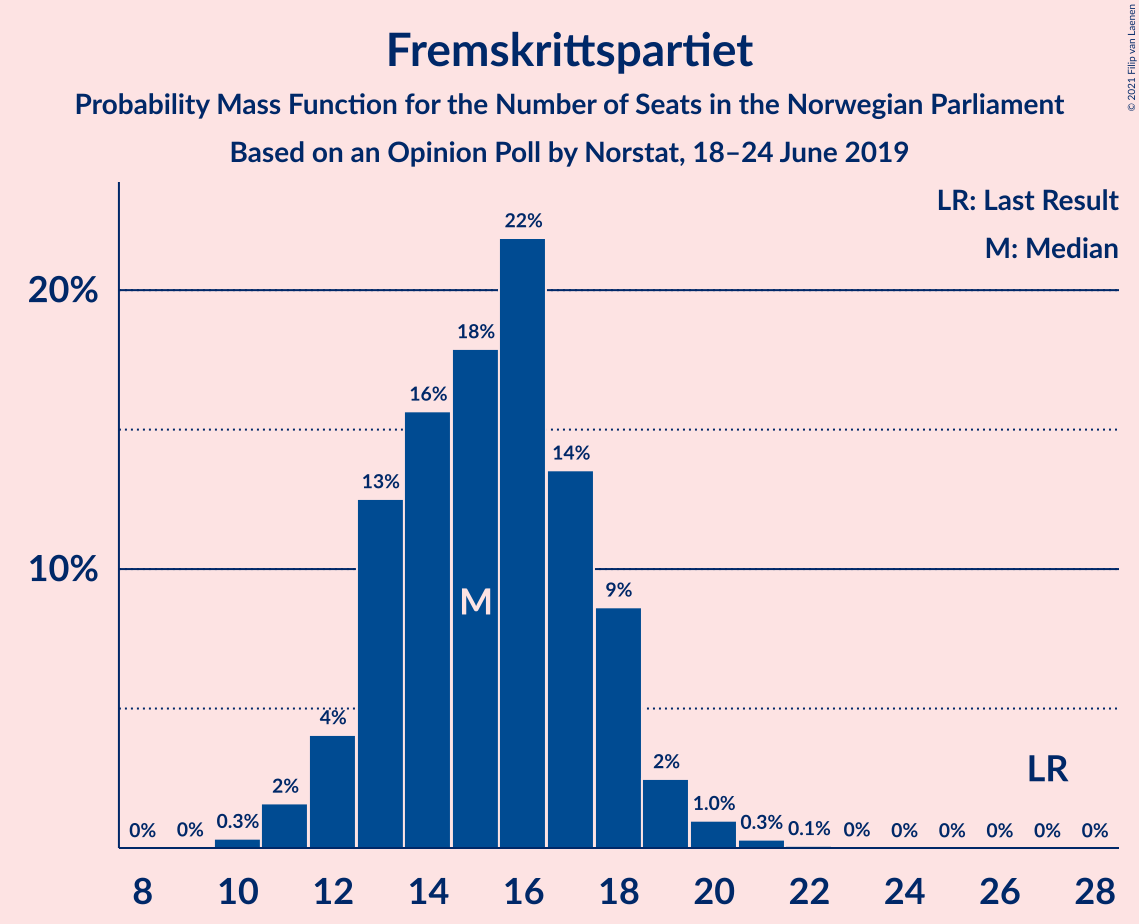 Fremskrittspartiet
Probability Mass Function for the Number of Seats in the Norwegian Parliament
Based on an Opinion Poll by Norstat, 18–24 June 2019
© 2021 Filip van Laenen
LR: Last Result
M: Median
22%
20%
18%
16%
14%
13%
10%
9%
M
4%
2%
LR
2%
1.0%
0% 0% 0.3% 0.3% 0.1% 0% 0% 0% 0% 0% 0%
8 10 12 14 16 18 20 22 24 26 28